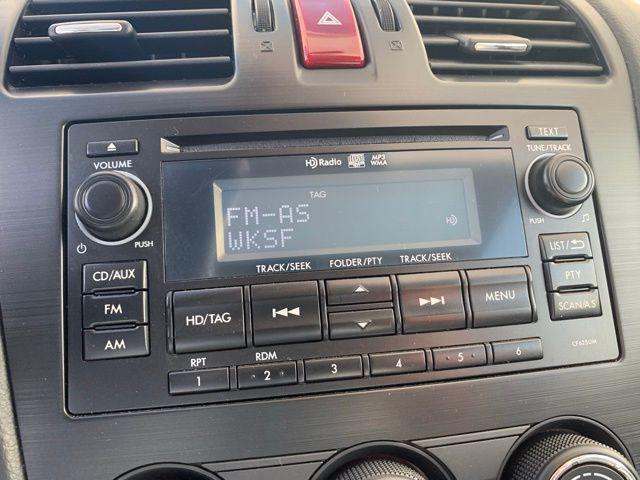 TEXT
VOLUME
TUNE/TRACK
HD Radio
MP3
WMA
TAG
FM-AS
WKSF
PUSH
PUSH
TRACK/SEEK
FOLDER/PTY
TRACK/SEEK
LIST/
CD/AUX
PTY
FM
HD/TAG
MENU
SCAN/AS
AM
CF625UM
RPT
RDM
1
2
3
4
5
6